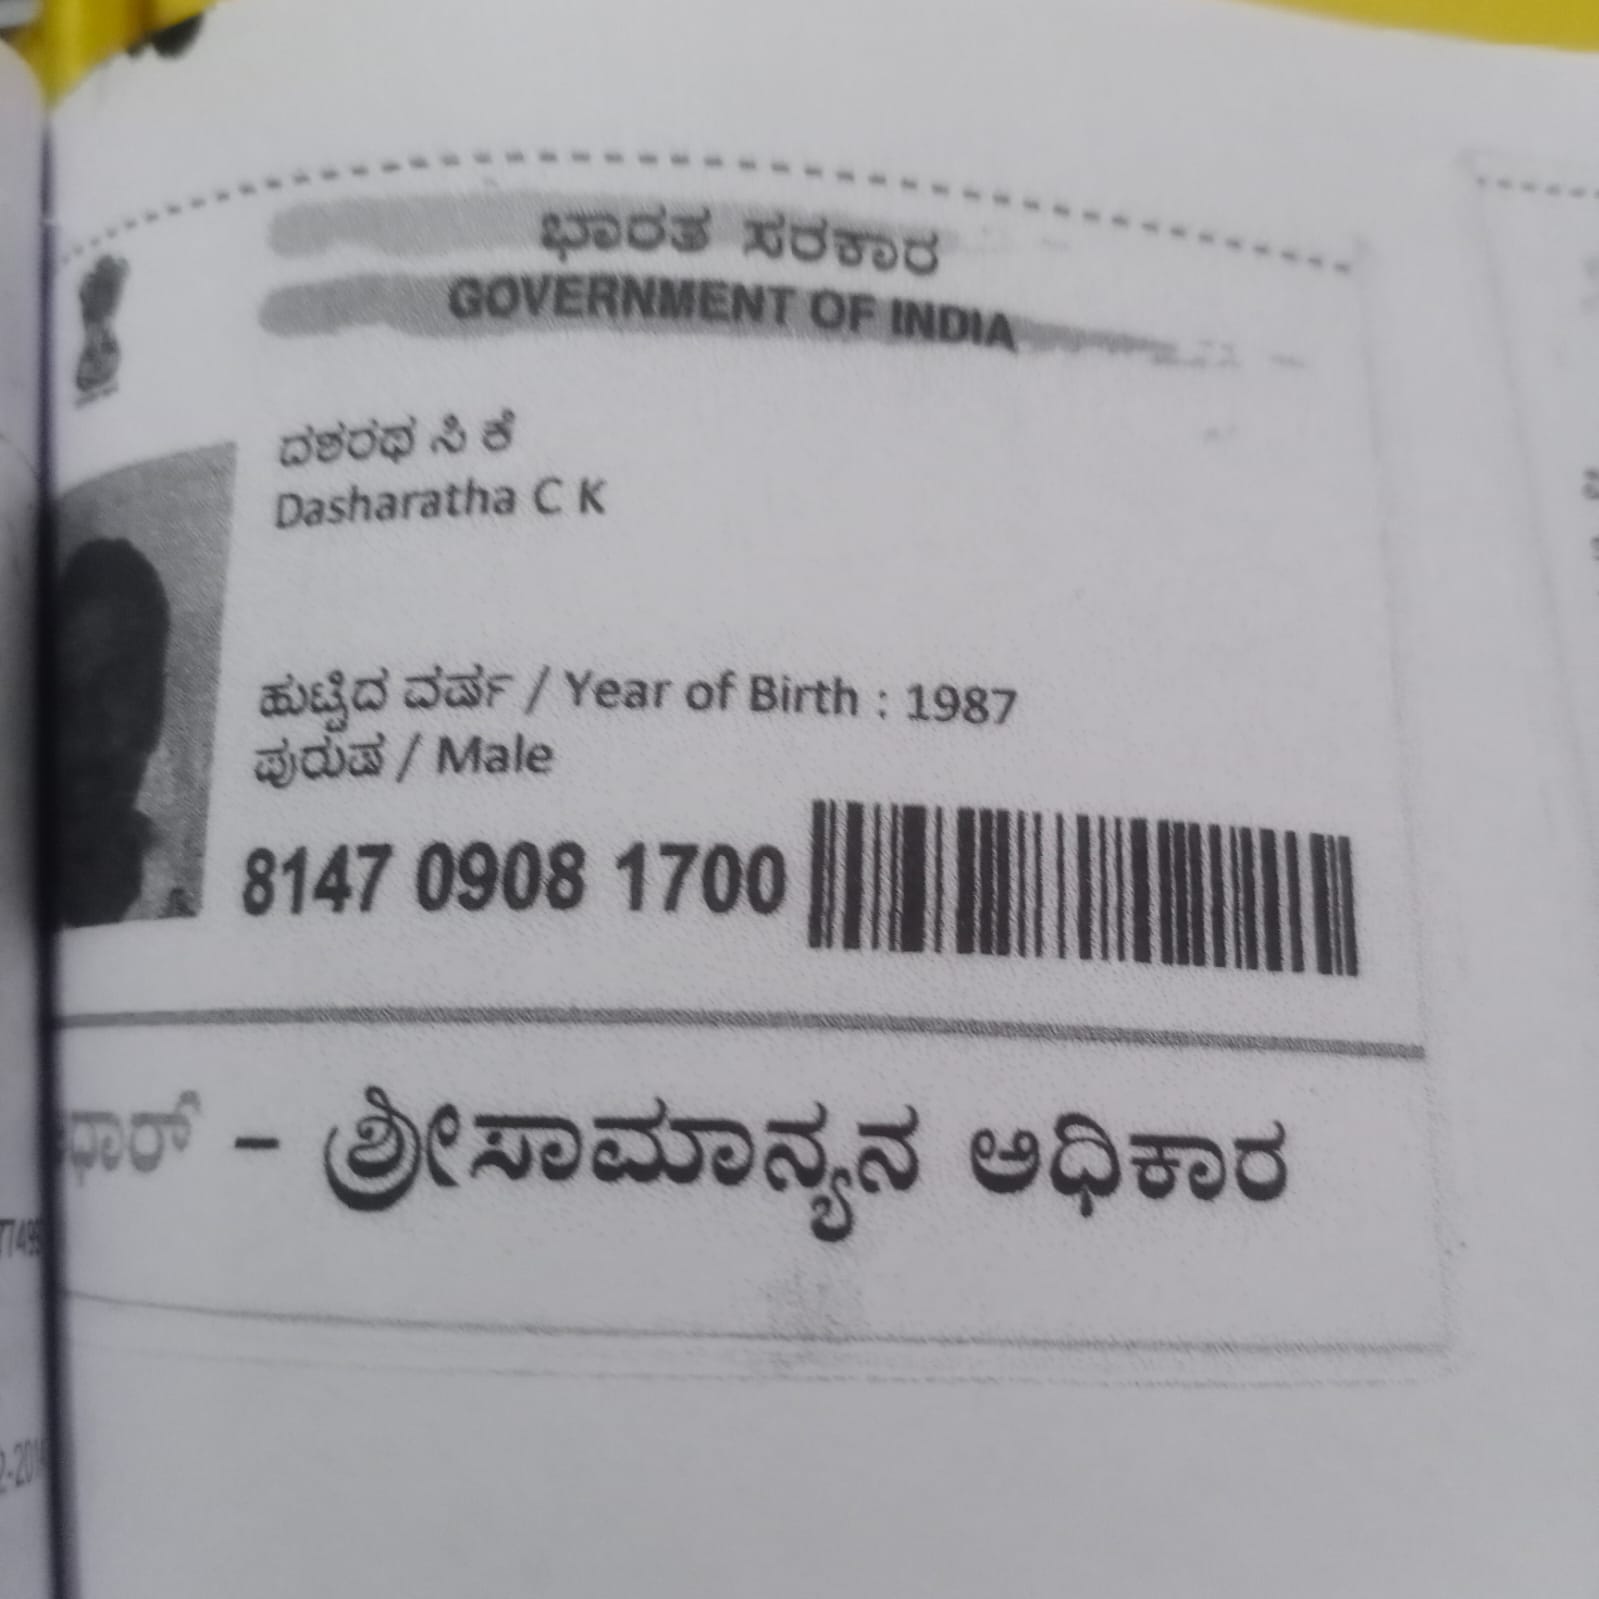 ಭಾರತ ಸರಕಾರ
GOVERNMENT OF INDIA
ದಶರಥ ಸಿ ಕೆ
Dasharatha C K
ಹುಟ್ಟಿದ ವರ್ಷ / Year of Birth : 1987
ಪುರುಷ / Male
8147 0908 1700
– ಶ್ರೀಸಾಮಾನ್ಯನ ಅಧಿಕಾರ